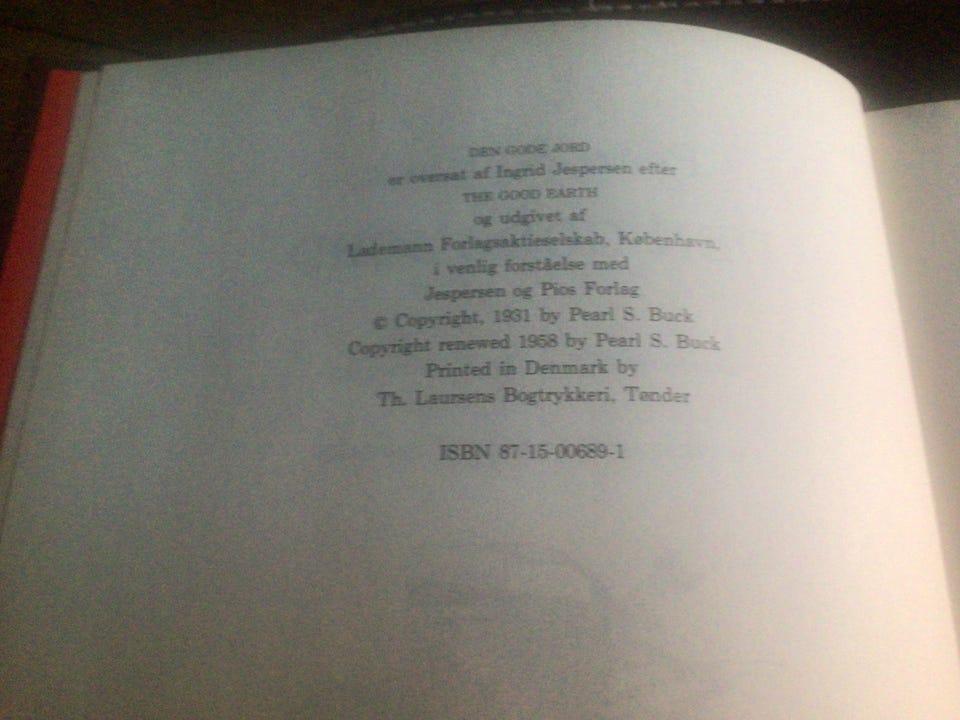 DEN GODE JORD
er oversat af Ingrid Jespersen efter
THE GOOD EARTH
og udgivet af
Lademann Forlagsaktieselskab, København,
i venlig forståelse med
Jespersen og Pios Forlag
© Copyright, 1931 by Pearl S. Buck
Copyright renewed 1958 by Pearl S. Buck
Printed in Denmark by
Th. Laursens Bogtrykkeri, Tønder
ISBN 87-15-00689-1